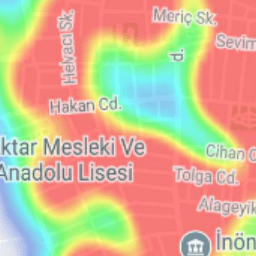 Meriç Sk.
Helvacı Sk.
Sevim
d.
Hakan Cd.
ktar Mesleki Ve
Anadolu Lisesi
Cihan C
Tolga Cd.
Alageyik
İnön